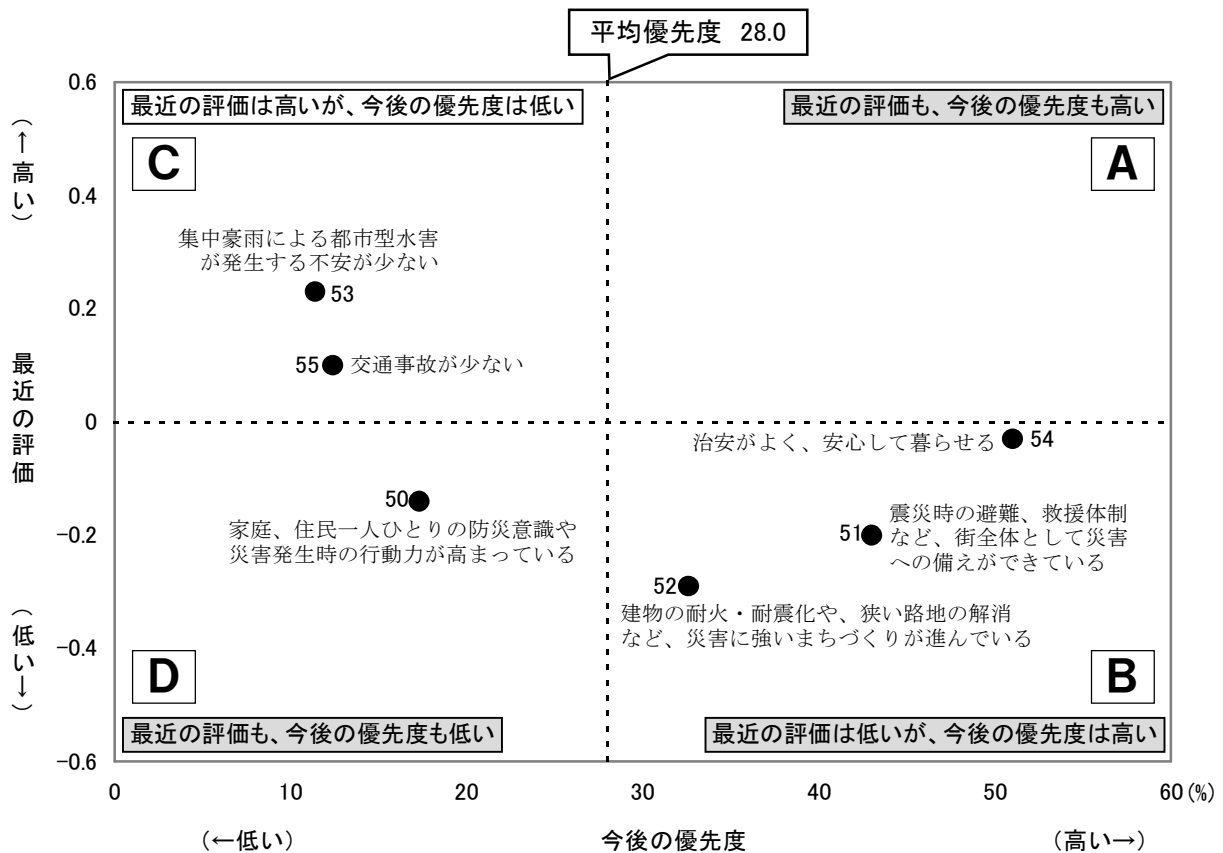 平均優先度 28.0
0.6
最近の評価は高いが、今後の優先度は低い
最近の評価も、今後の優先度も高い
C
A
(←高い)
0.4
集中豪雨による都市型水害
が発生する不安が少ない
53
0.2
55
交通事故が少ない
最近の評価
0
治安がよく、安心して暮らせる
54
50
家庭、住民一人ひとりの防災意識や
災害発生時の行動力が高まっている
-0.2
51
震災時の避難、救援体制
など、街全体として災害
への備えができている
52
建物の耐火・耐震化や、狭い路地の解消
など、災害に強いまちづくりが進んでいる
(低い→)
-0.4
D
B
最近の評価も、今後の優先度も低い
最近の評価は低いが、今後の優先度は高い
-0.6
0
10
20
30
40
50
60 (%)
(←低い)
今後の優先度
(高い→)